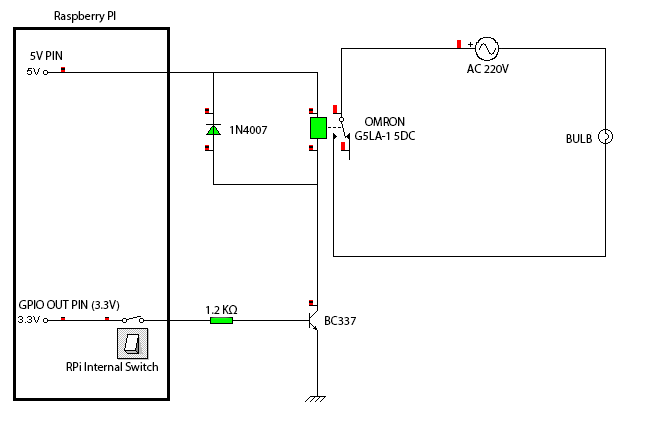 Raspberry PI
5V PIN
5V
+
AC 220V
1N4007
OMRON
G5LA-1 5DC
BULB
GPIO OUT PIN (3.3V)
3.3V
1.2 KΩ
BC337
RPi Internal Switch